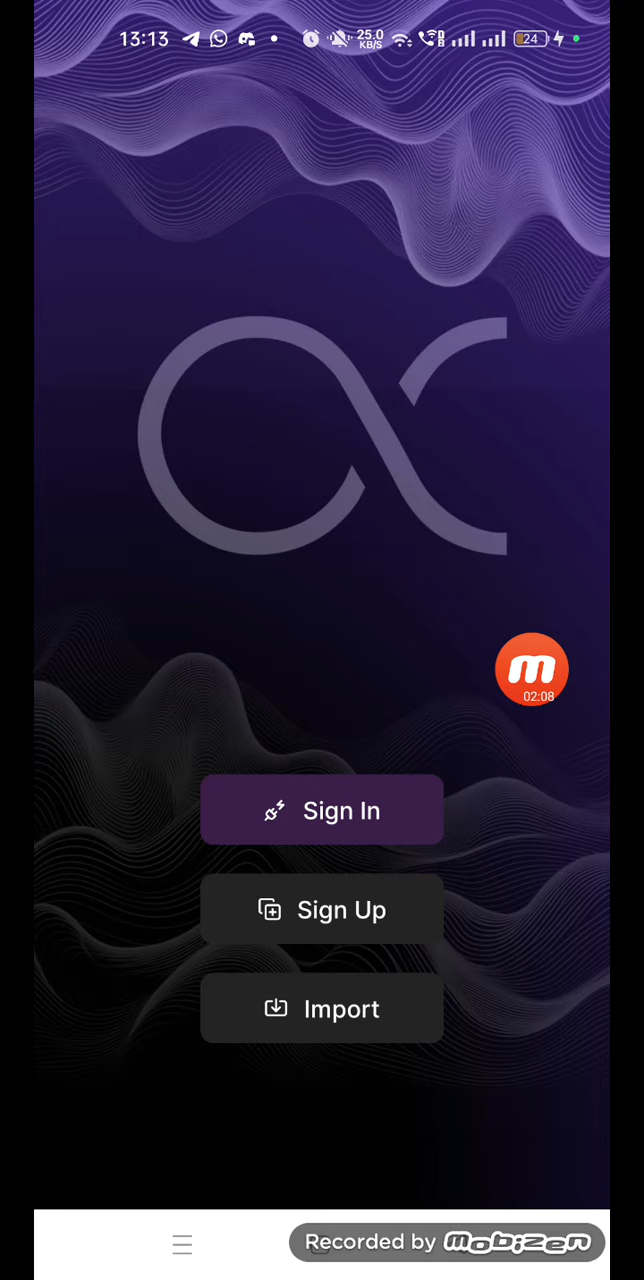 13:13 25.0 KB/S 24
m
02:08
Sign In
Sign Up
Import
Recorded by mobizen